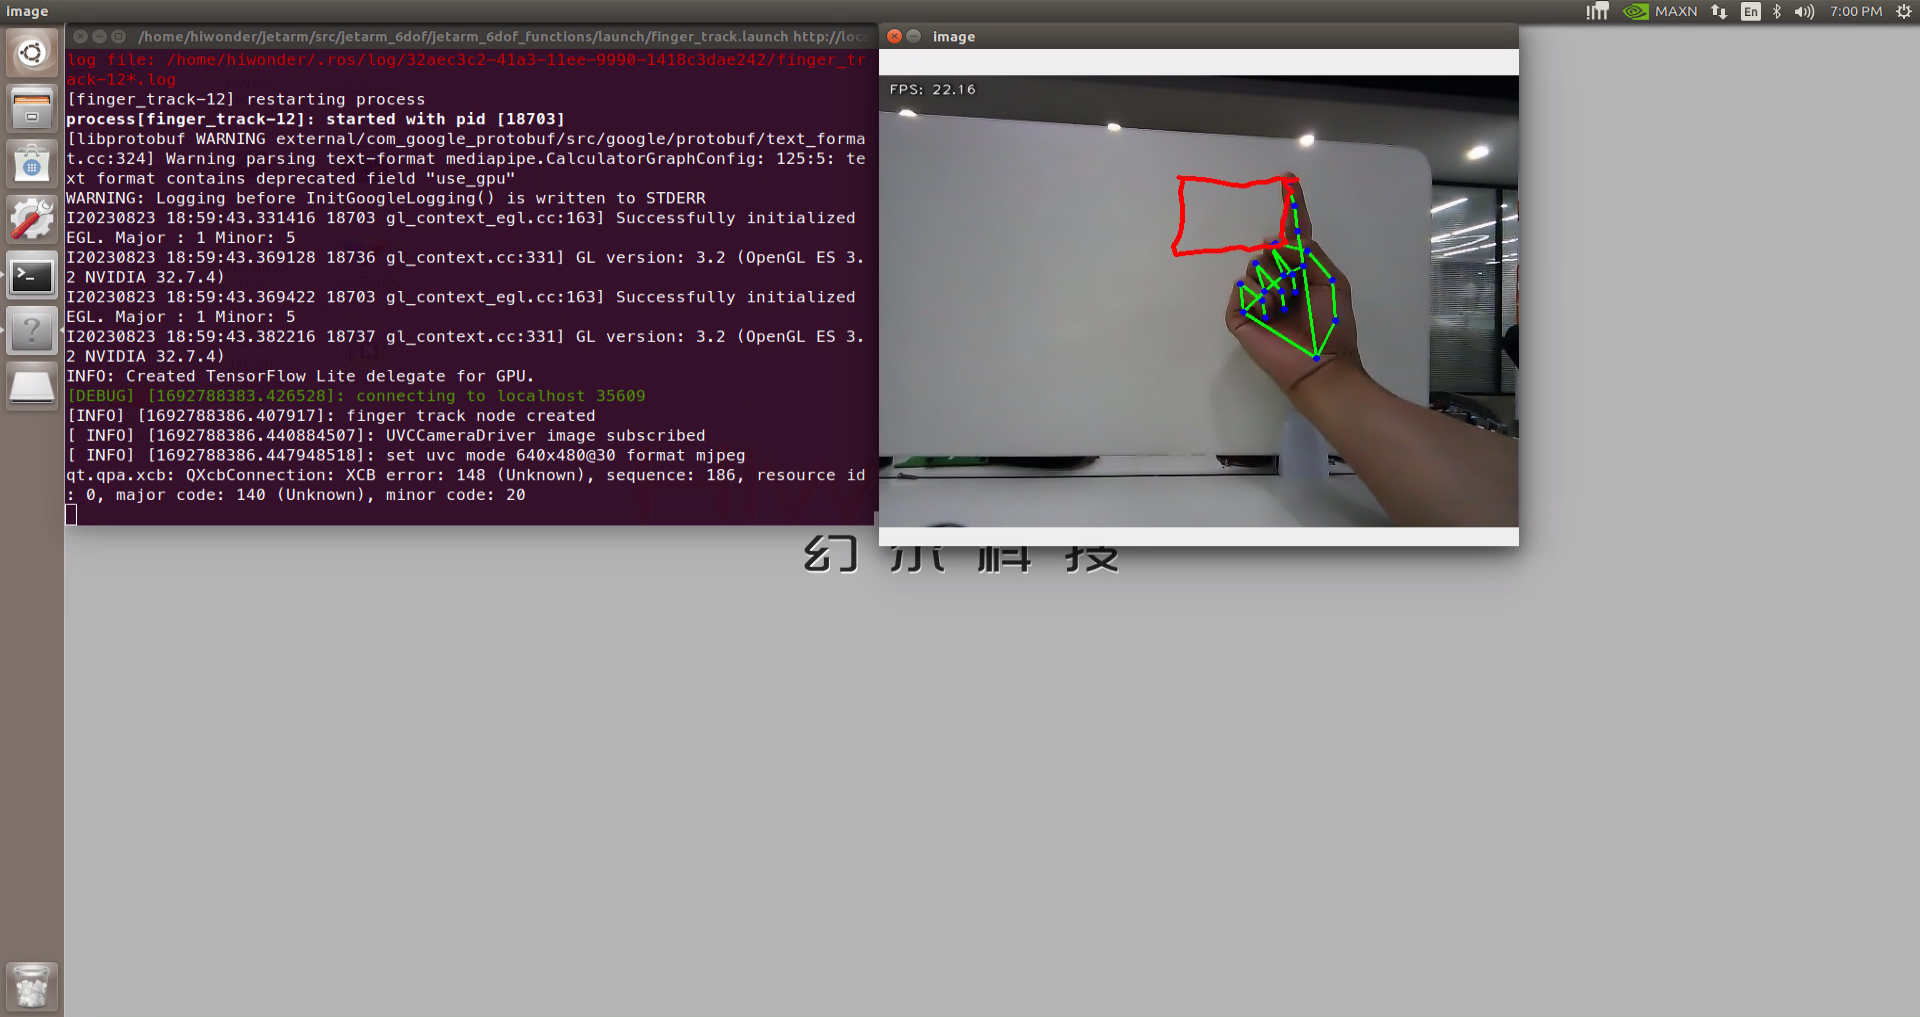 image
MAXN
En
7:00 PM
/home/hiwonder/jetarm/src/jetarm_6dof/jetarm_6dof_functions/launch/finger_track.launch http://loca
image
log file: /home/hiwonder/.ros/log/32aec3c2-41a3-11ee-9990-1418c3dae242/finger_tr
ack-12*.log
[finger_track-12] restarting process
process[finger_track-12]: started with pid [18703]
[libprotobuf WARNING external/com_google_protobuf/src/google/protobuf/text_forma
t.cc:324] Warning parsing text-format mediapipe.CalculatorGraphConfig: 125:5: te
xt format contains deprecated field "use_gpu"
WARNING: Logging before InitGoogleLogging() is written to STDERR
I20230823 18:59:43.331416 18703 gl_context_egl.cc:163] Successfully initialized
EGL. Major : 1 Minor: 5
I20230823 18:59:43.369128 18736 gl_context.cc:331] GL version: 3.2 (OpenGL ES 3.
2 NVIDIA 32.7.4)
I20230823 18:59:43.369422 18703 gl_context_egl.cc:163] Successfully initialized
EGL. Major : 1 Minor: 5
I20230823 18:59:43.382216 18737 gl_context.cc:331] GL version: 3.2 (OpenGL ES 3.
2 NVIDIA 32.7.4)
INFO: Created TensorFlow Lite delegate for GPU.
[DEBUG] [1692788383.426528]: connecting to localhost 35609
[INFO] [1692788386.407917]: finger track node created
[ INFO] [1692788386.440884507]: UVCCameraDriver image subscribed
[ INFO] [1692788386.447948518]: set uvc mode 640x480@30 format mjpeg
qt.qpa.xcb: QXcbConnection: XCB error: 148 (Unknown), sequence: 186, resource id
: 0, major code: 140 (Unknown), minor code: 20
FPS: 22.16
幻尔科技